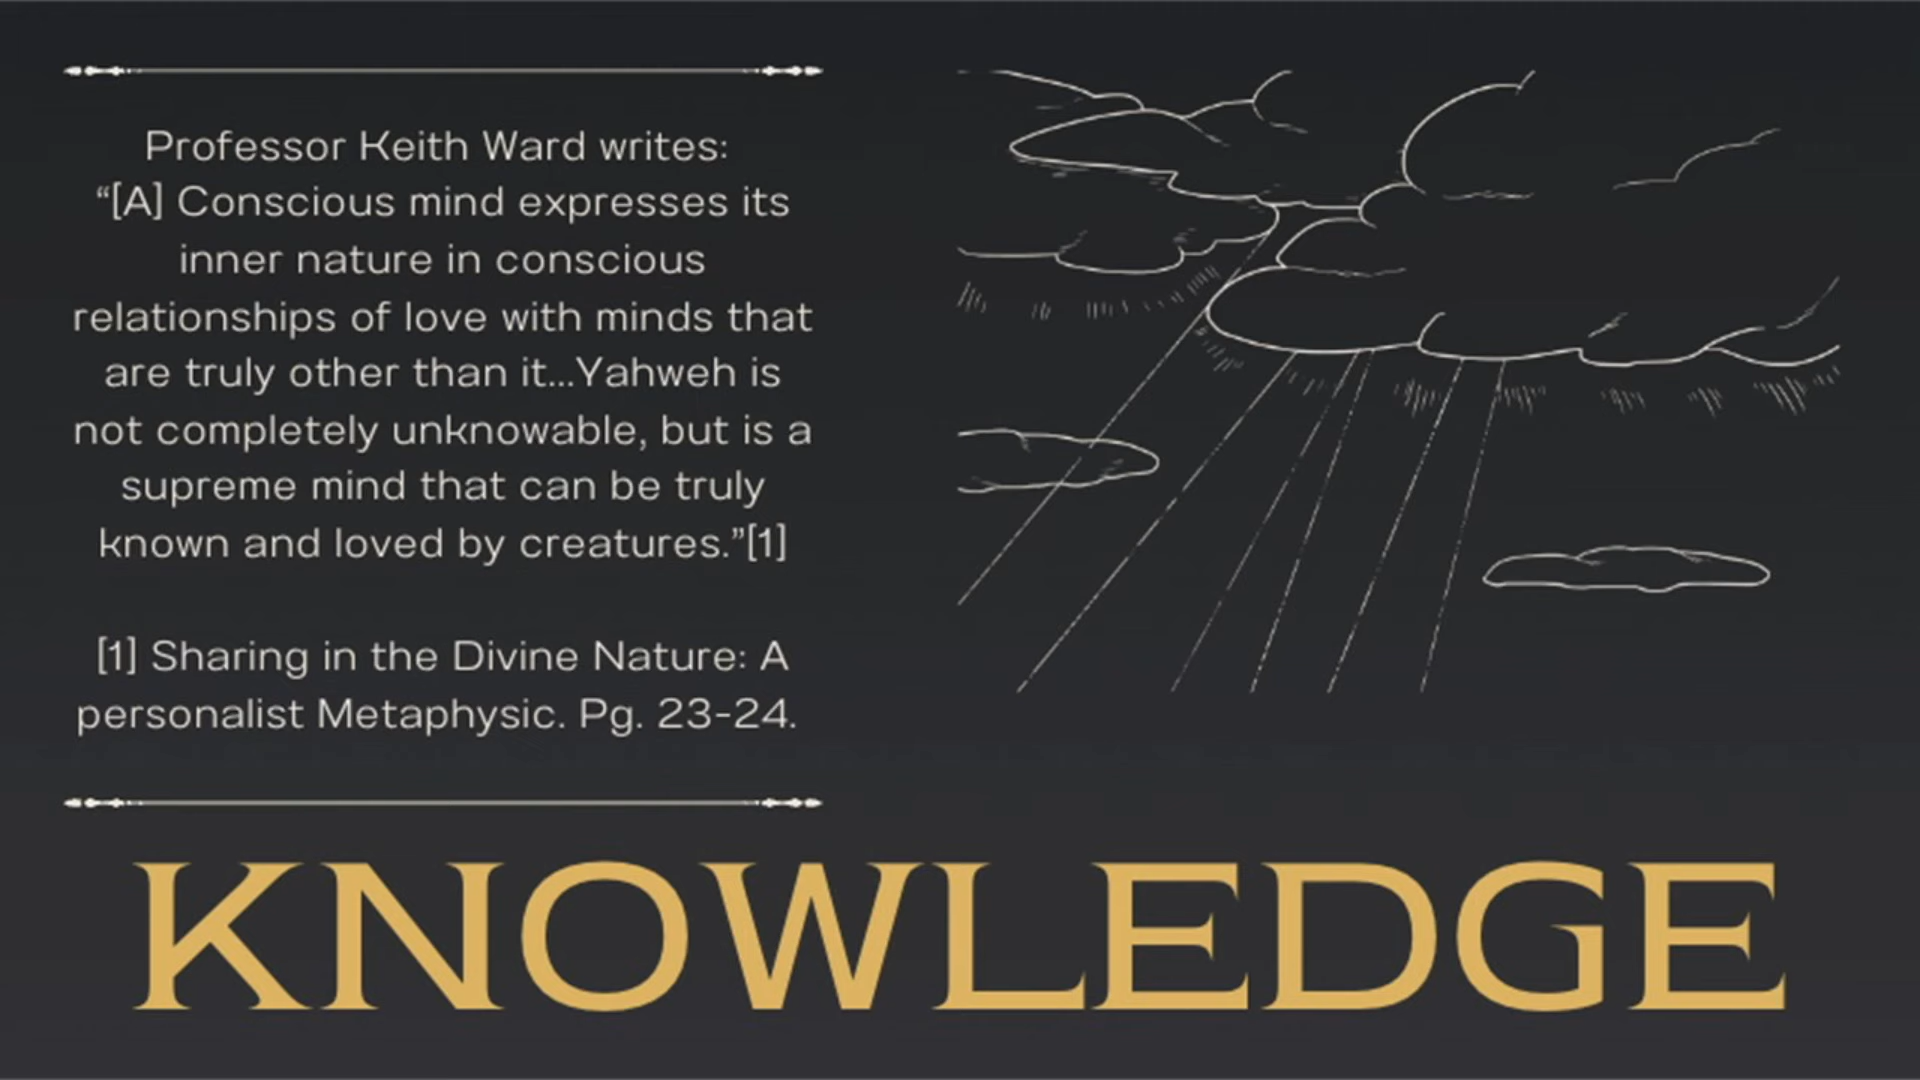 Professor Keith Ward writes:
“[A] Conscious mind expresses its
inner nature in conscious
relationships of love with minds that
are truly other than it...Yahweh is
not completely unknowable, but is a
supreme mind that can be truly
known and loved by creatures.”[1]
[1] Sharing in the Divine Nature: A
personalist Metaphysic. Pg. 23-24.
KNOWLEDGE